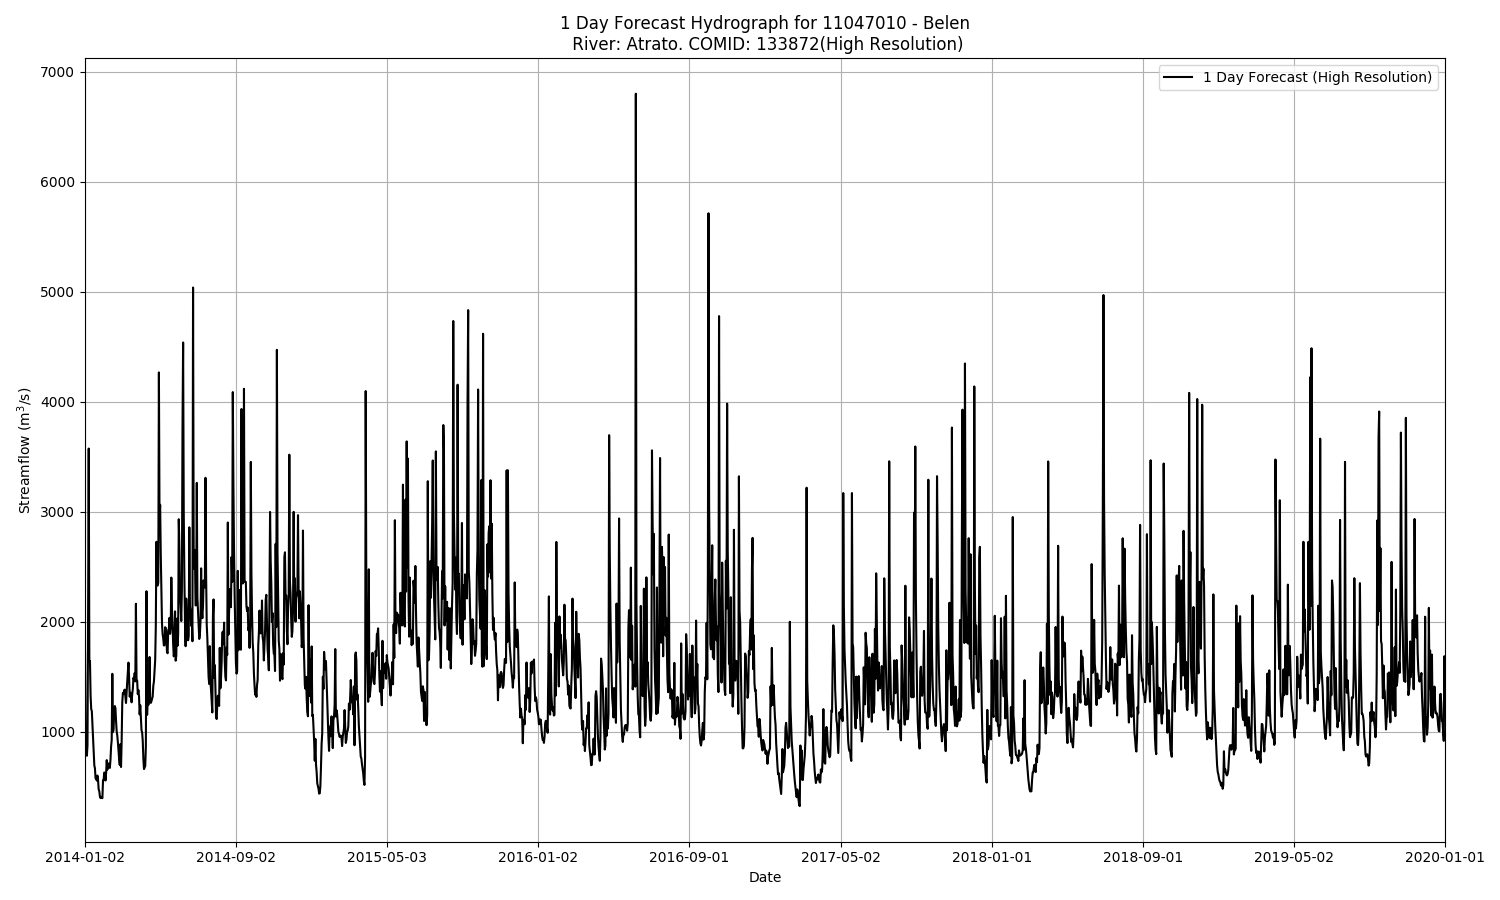 1 Day Forecast Hydrograph for 11047010 - Belen
River: Atrato. COMID: 133872(High Resolution)
1 Day Forecast (High Resolution)
7000
6000
5000
4000
3000
2000
1000
Streamflow (m³/s)
2014-01-02 2014-09-02 2015-05-03 2016-01-02 2016-09-01 2017-05-02 2018-01-01 2018-09-01 2019-05-02 2020-01-01
Date